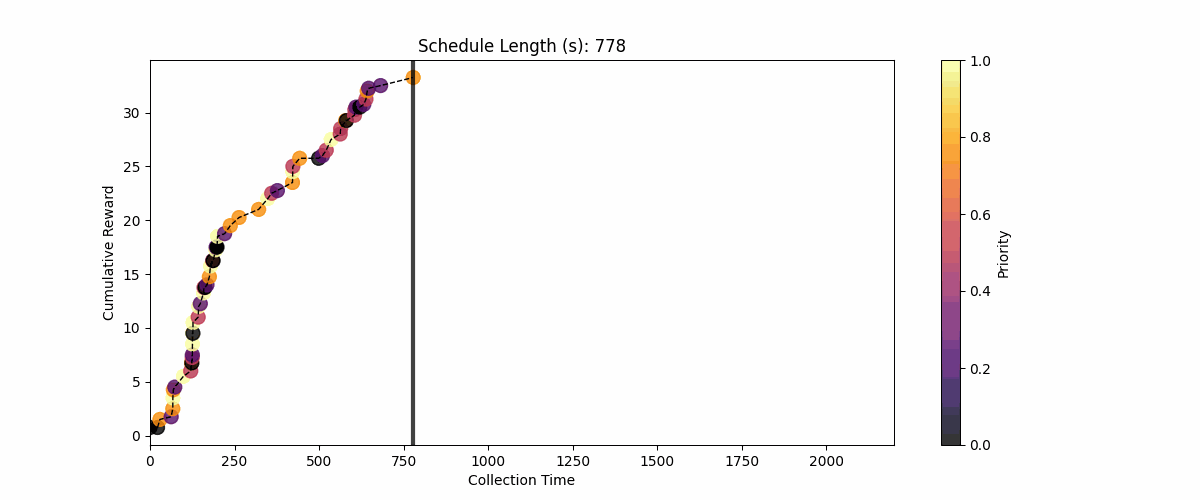 Schedule Length (s): 778
Cumulative Reward
30
25
20
15
10
5
0
0 250 500 750 1000 1250 1500 1750 2000
Collection Time
1.0
0.8
0.6
0.4
0.2
0.0
Priority